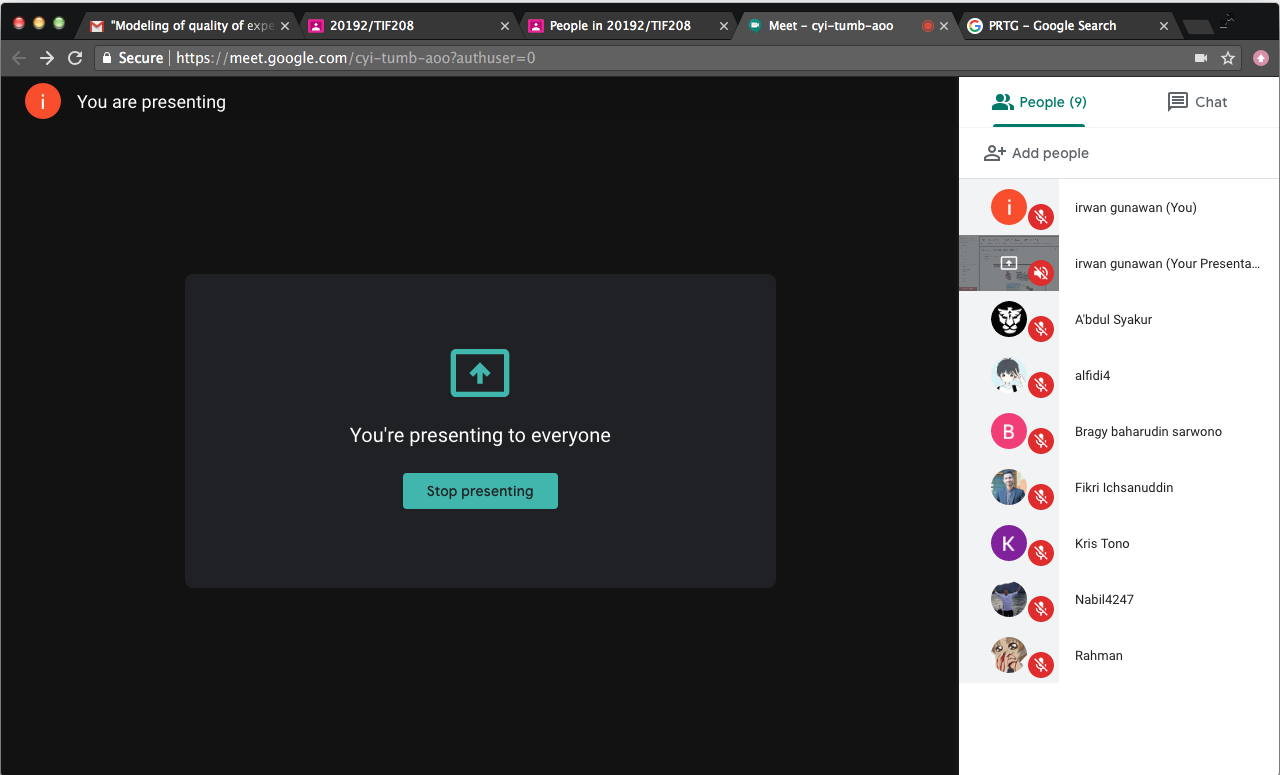 "Modeling of quality of expe
20192/TIF208
People in 20192/TIF208
Meet – cyi-tumb-aoo
PRTG – Google Search
Secure | https://meet.google.com/cyi-tumb-aoo?authuser=0
i
You are presenting
People (9)
Chat
Add people
i
irwan gunawan (You)
irwan gunawan (Your Presenta...
A'bdul Syakur
alfidi4
B
Bragy baharudin sarwono
Fikri Ichsanuddin
K
Kris Tono
Nabil4247
Rahman
You're presenting to everyone
Stop presenting